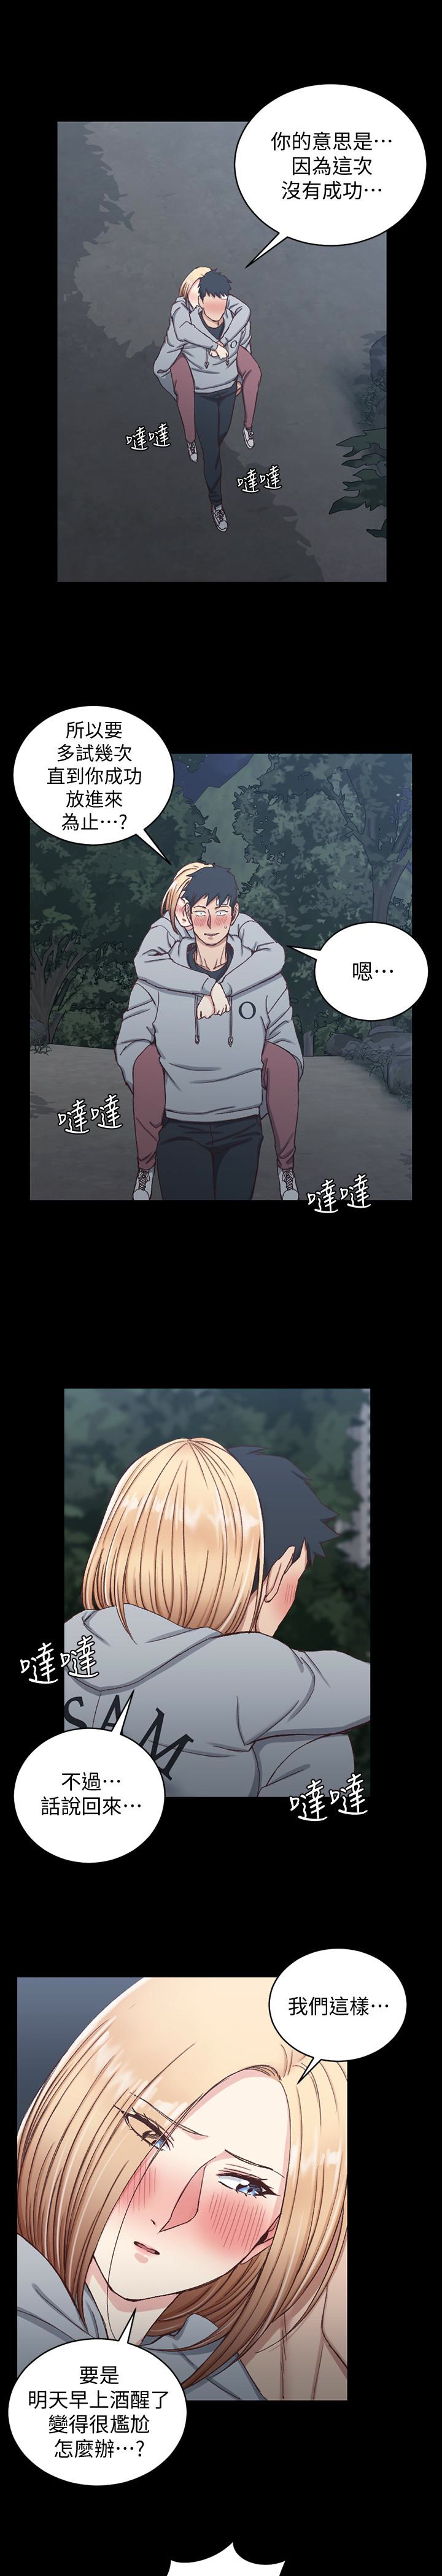 你的意思是⋯
因為這次
沒有成功⋯
噠噠
噠噠
所以要
多試幾次
直到你成功
放進來
為止⋯?
嗯⋯
O
噠噠
噠噠
噠噠
SAM
不過⋯
話說回來⋯
噠噠
我們這樣⋯
要是
明天早上酒醒了
變得很尷尬
怎麼辦⋯?